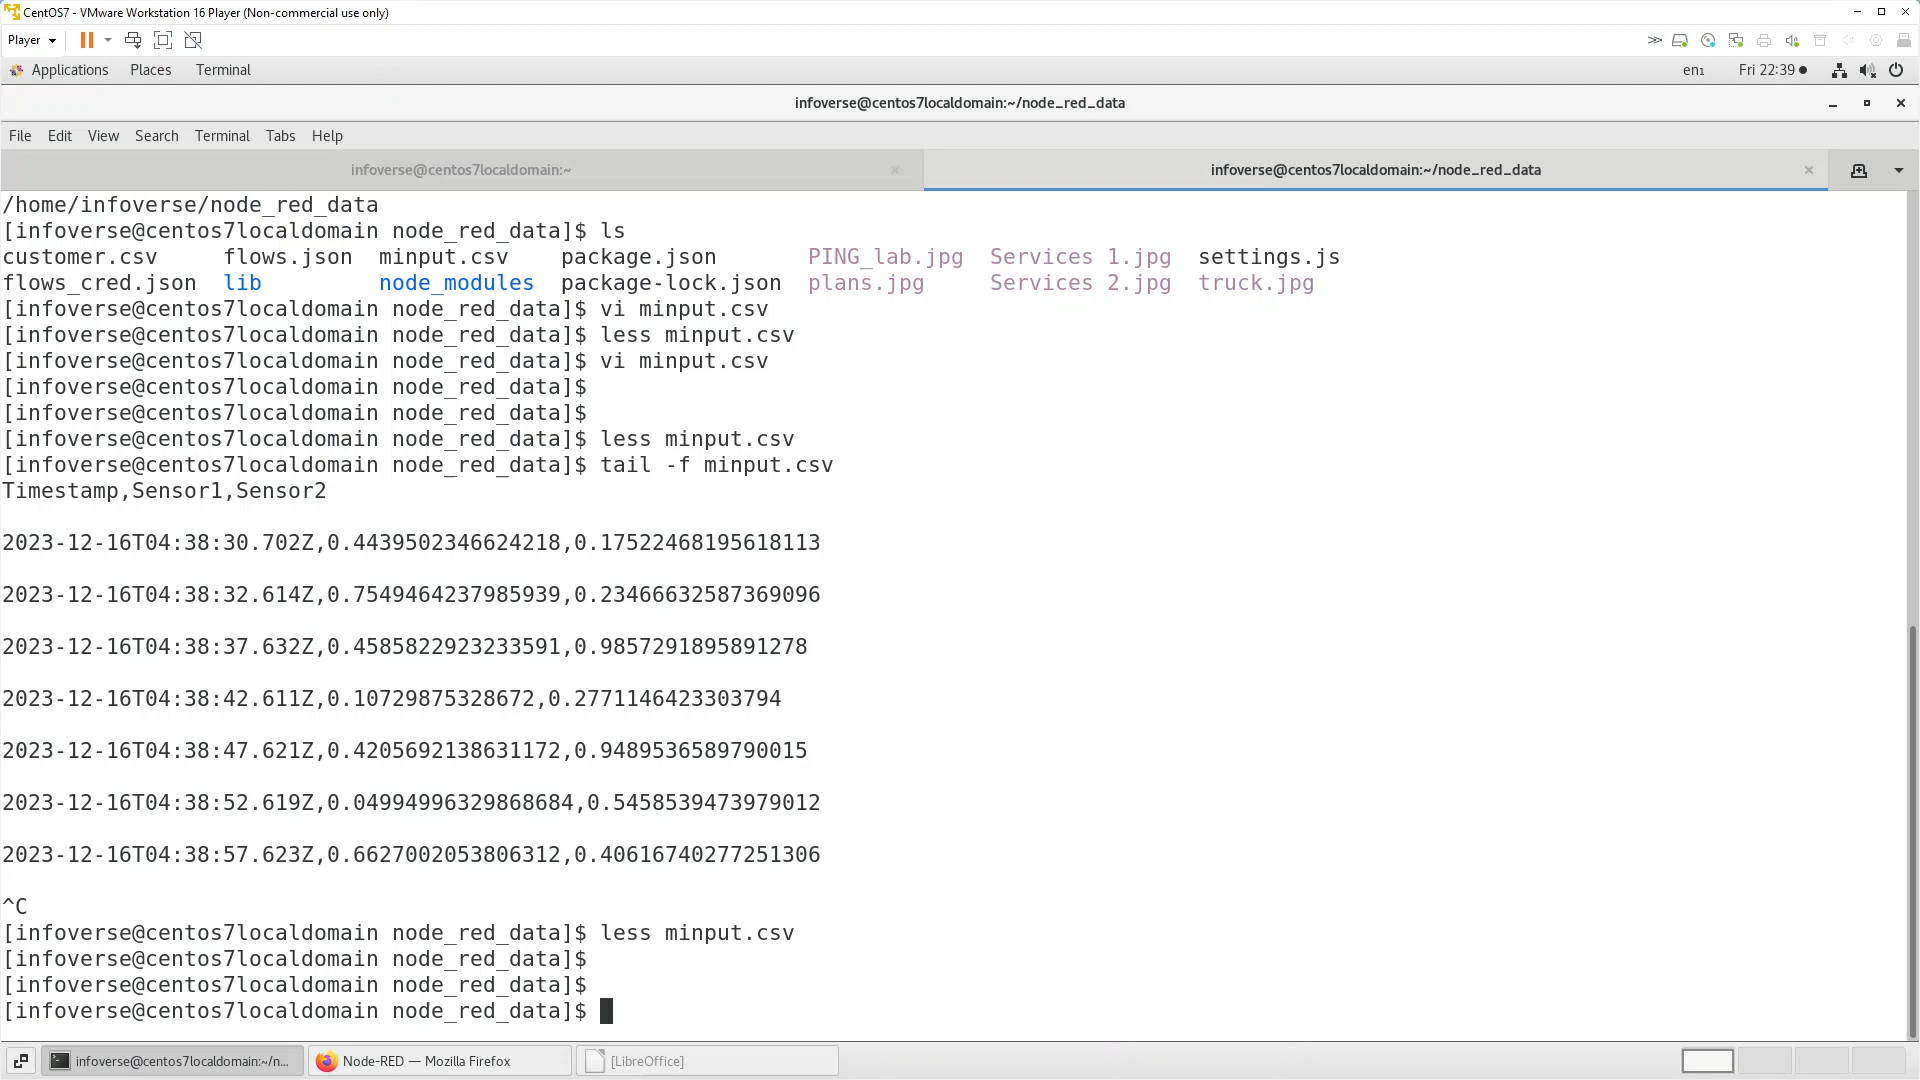 CentOS7 - VMware Workstation 16 Player (Non-commercial use only)
Player
Applications Places Terminal en1 Fri 22:39
infoverse@centos7localdomain:~/node_red_data
File Edit View Search Terminal Tabs Help
infoverse@centos7localdomain:~ infoverse@centos7localdomain:~/node_red_data
/home/infoverse/node_red_data
[infoverse@centos7localdomain node_red_data]$ ls
customer.csv flows.json minput.csv package.json PING_lab.jpg Services 1.jpg settings.js
flows_cred.json lib node_modules package-lock.json plans.jpg Services 2.jpg truck.jpg
[infoverse@centos7localdomain node_red_data]$ vi minput.csv
[infoverse@centos7localdomain node_red_data]$ less minput.csv
[infoverse@centos7localdomain node_red_data]$ vi minput.csv
[infoverse@centos7localdomain node_red_data]$
[infoverse@centos7localdomain node_red_data]$
[infoverse@centos7localdomain node_red_data]$ less minput.csv
[infoverse@centos7localdomain node_red_data]$ tail -f minput.csv
Timestamp,Sensor1,Sensor2
2023-12-16T04:38:30.702Z,0.4439502346624218,0.17522468195618113
2023-12-16T04:38:32.614Z,0.7549464237985939,0.23466632587369096
2023-12-16T04:38:37.632Z,0.4585822923233591,0.9857291895891278
2023-12-16T04:38:42.611Z,0.10729875328672,0.2771146423303794
2023-12-16T04:38:47.621Z,0.4205692138631172,0.9489536589790015
2023-12-16T04:38:52.619Z,0.04994996329868684,0.5458539473979012
2023-12-16T04:38:57.623Z,0.6627002053806312,0.40616740277251306
^C
[infoverse@centos7localdomain node_red_data]$ less minput.csv
[infoverse@centos7localdomain node_red_data]$
[infoverse@centos7localdomain node_red_data]$
[infoverse@centos7localdomain node_red_data]$
infoverse@centos7localdomain:~/n... Node-RED — Mozilla Firefox [LibreOffice]